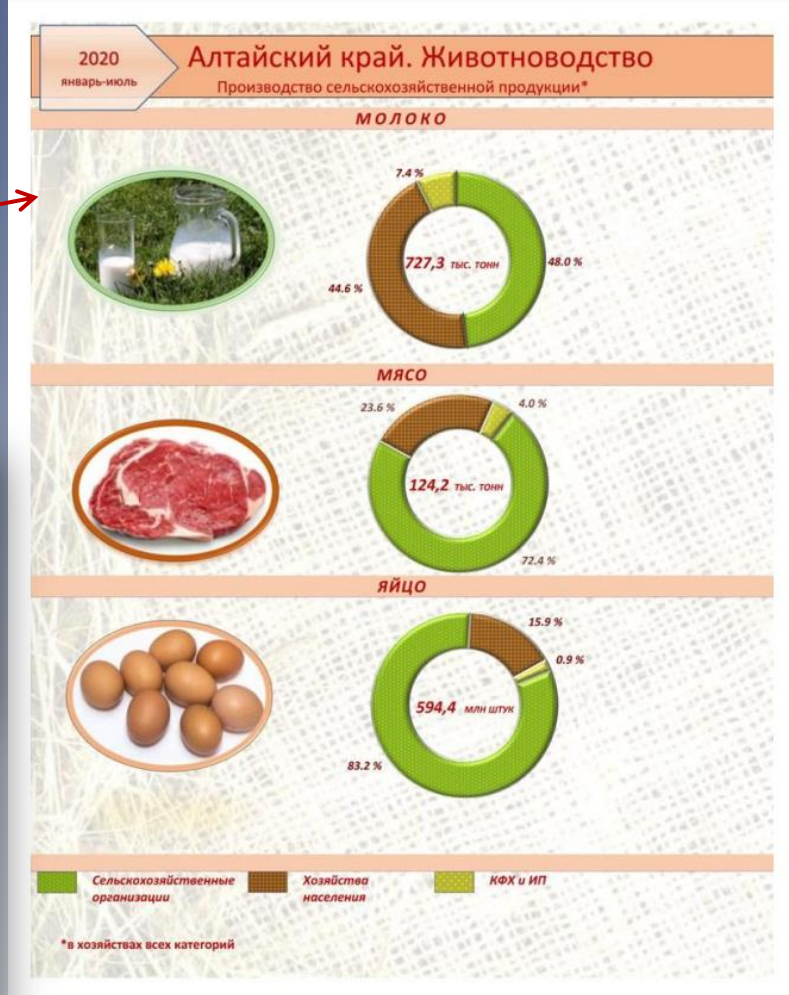 2020
январь-июль
Алтайский край. Животноводство
Производство сельскохозяйственной продукции*
МОЛОКО
7.4 %
727,3 тыс. тонн
48.0 %
44.6 %
МЯСО
23.6 %
4.0 %
124,2 тыс. тонн
72.4 %
ЯЙЦО
15.9 %
0.9 %
594,4 млн штук
83.2 %
Сельскохозяйственные
организации
Хозяйства
населения
КФХ и ИП
*в хозяйствах всех категорий